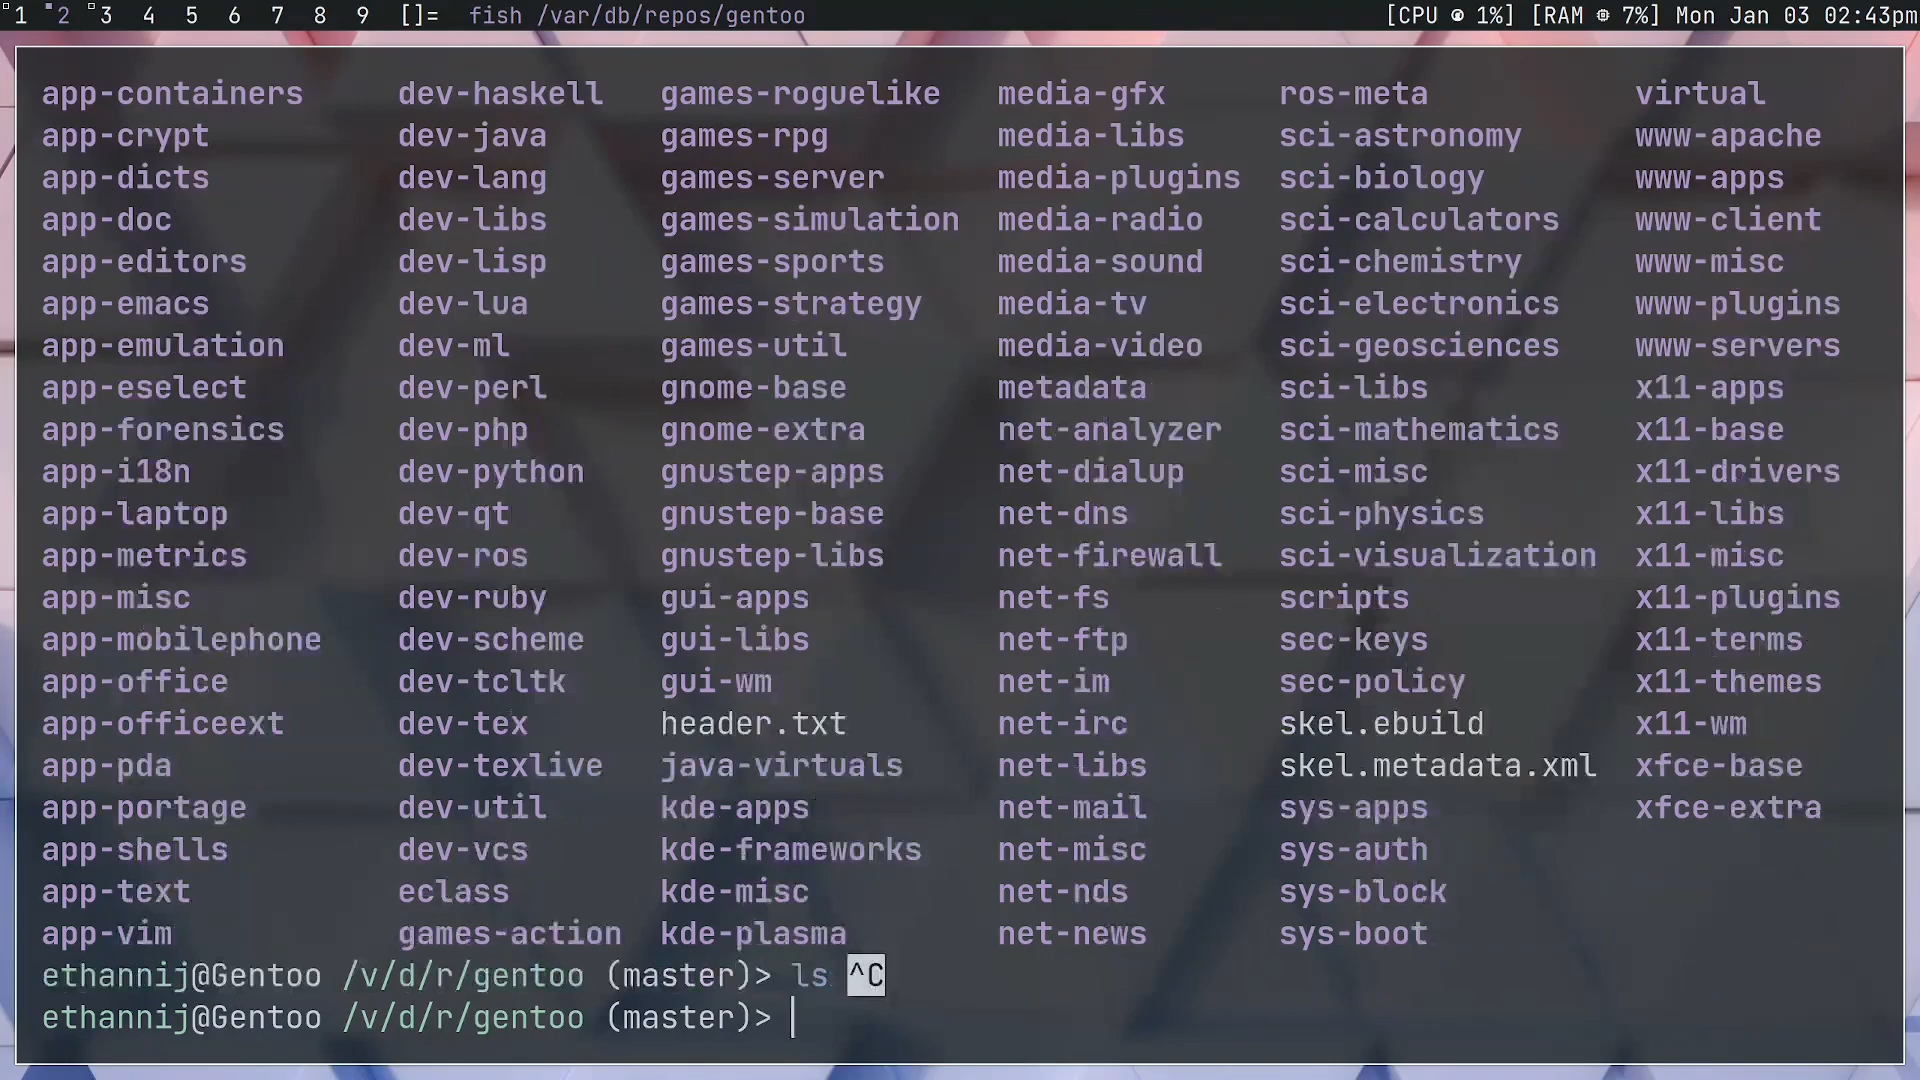 1 2 3 4 5 6 7 8 9 []= fish /var/db/repos/gentoo [CPU 1%] [RAM 7%] Mon Jan 03 02:43pm
app-containers dev-haskell games-roguelike media-gfx ros-meta virtual
app-crypt dev-java games-rpg media-libs sci-astronomy www-apache
app-dicts dev-lang games-server media-plugins sci-biology www-apps
app-doc dev-libs games-simulation media-radio sci-calculators www-client
app-editors dev-lisp games-sports media-sound sci-chemistry www-misc
app-emacs dev-lua games-strategy media-tv sci-electronics www-plugins
app-emulation dev-ml games-util media-video sci-geosciences www-servers
app-eselect dev-perl gnome-base metadata sci-libs x11-apps
app-forensics dev-php gnome-extra net-analyzer sci-mathematics x11-base
app-i18n dev-python gnustep-apps net-dialup sci-misc x11-drivers
app-laptop dev-qt gnustep-base net-dns sci-physics x11-libs
app-metrics dev-ros gnustep-libs net-firewall sci-visualization x11-misc
app-misc dev-ruby gui-apps net-fs scripts x11-plugins
app-mobilephone dev-scheme gui-libs net-ftp sec-keys x11-terms
app-office dev-tcltk gui-wm net-im sec-policy x11-themes
app-officeext dev-tex header.txt net-irc skel.ebuild x11-wm
app-pda dev-texlive java-virtuals net-libs skel.metadata.xml xfce-base
app-portage dev-util kde-apps net-mail sys-apps xfce-extra
app-shells dev-vcs kde-frameworks net-misc sys-auth
app-text eclass kde-misc net-nds sys-block
app-vim games-action kde-plasma net-news sys-boot
ethannij@Gentoo /v/d/r/gentoo (master)> ls ^C
ethannij@Gentoo /v/d/r/gentoo (master)>